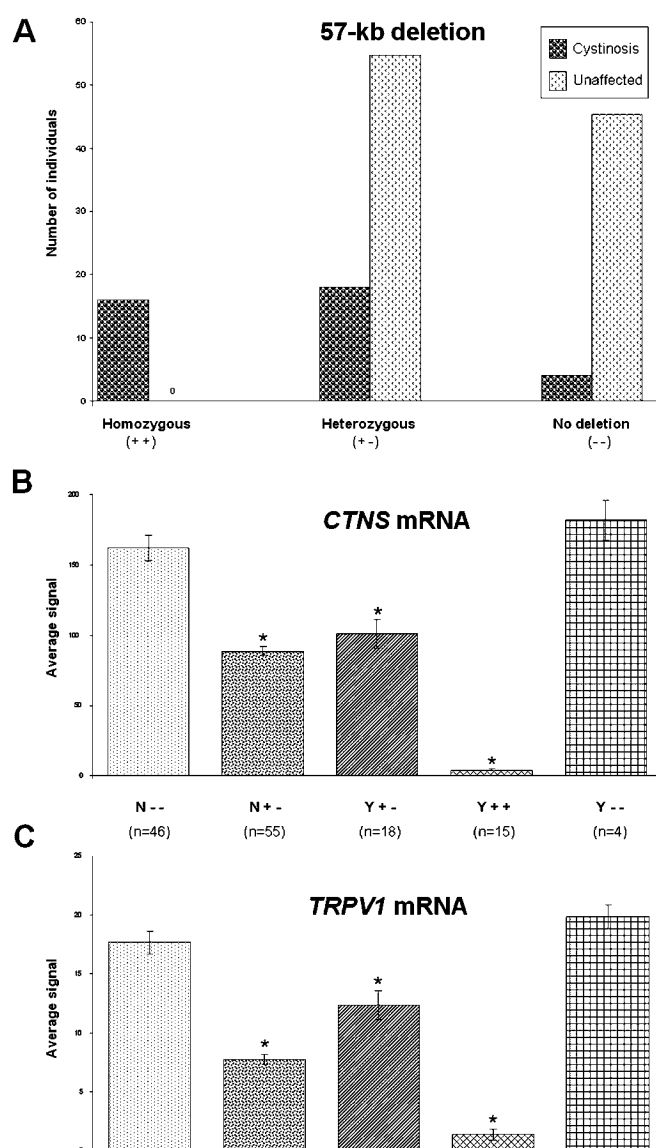 A
57-kb deletion
Cystinosis
Unaffected
Number of individuals
60
50
40
30
20
10
0
0
Homozygous
(+ +)
Heterozygous
(+ -)
No deletion
(- -)
B
CTNS mRNA
Average signal
200
150
100
50
0
*
*
*
N - -
N + -
Y + -
Y + +
Y - -
(n=46)
(n=55)
(n=18)
(n=15)
(n=4)
C
TRPV1 mRNA
Average signal
25
20
15
10
5
*
*
*